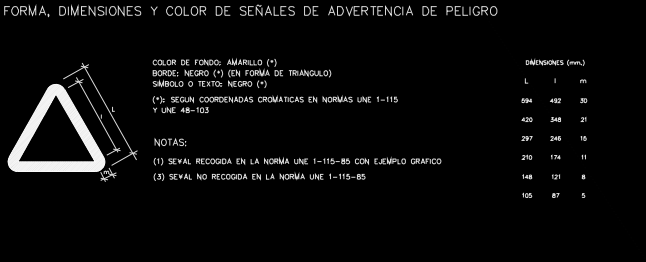 FORMA, DIMENSIONES Y COLOR DE SEÑALES DE ADVERTENCIA DE PELIGRO
COLOR DE FONDO: AMARILLO (*)
BORDE: NEGRO (*) (EN FORMA DE TRIANGULO)
SIMBOLO O TEXTO: NEGRO (*)
(*): SEGUN COORDENADAS CROMATICAS EN NORMAS UNE 1-115
Y UNE 48-103
NOTAS:
(1) SEÑAL RECOGIDA EN LA NORMA UNE 1-115-85 CON EJEMPLO GRAFICO
(3) SEÑAL NO RECOGIDA EN LA NORMA UNE 1-115-85
L
l
m
DIMENSIONES (mm.)
L l m
594 492 30
420 348 21
297 246 15
210 174 11
148 121 8
105 87 5